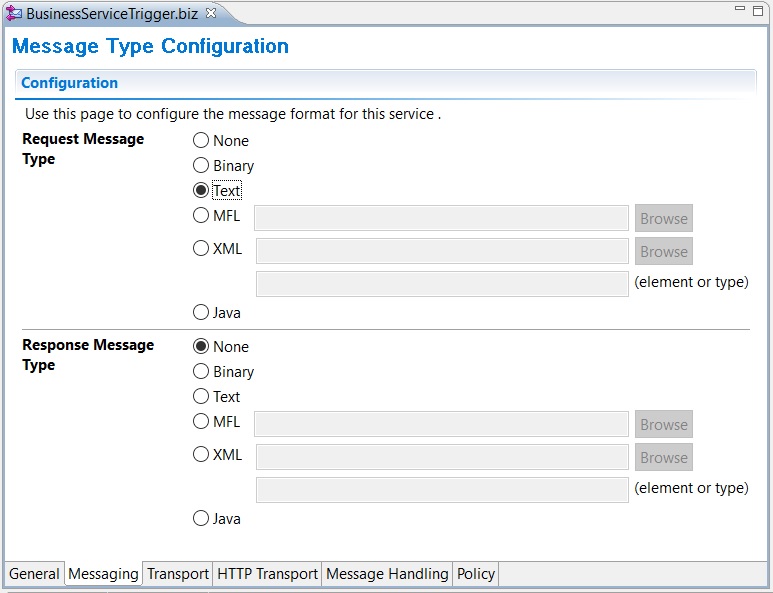 BusinessServiceTrigger.biz
Message Type Configuration
Configuration
Use this page to configure the message format for this service .
Request Message Type
None
Binary
Text
MFL Browse
XML Browse
(element or type)
Java
Response Message Type
None
Binary
Text
MFL Browse
XML Browse
(element or type)
Java
General Messaging Transport HTTP Transport Message Handling Policy